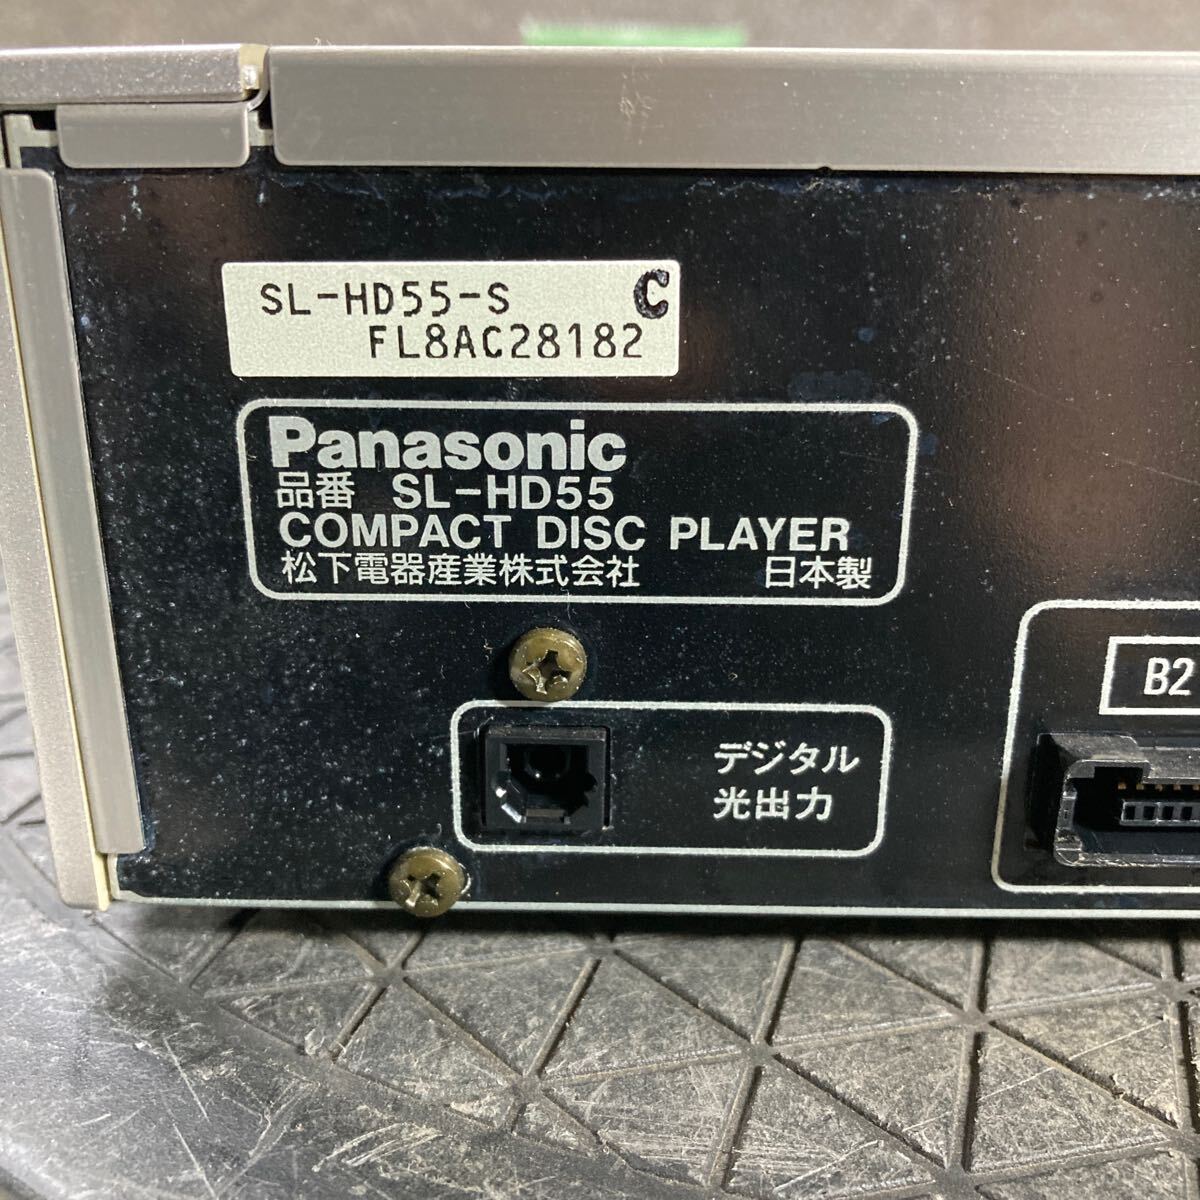 SL-HD55-S C
FL8AC28182
Panasonic
品番 SL-HD55
COMPACT DISC PLAYER
松下電器産業株式会社 日本製
デジタル
光出力
B2